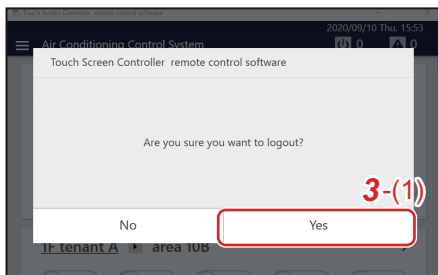 Touch Screen Controller remote control software
2020/09/10 Thu. 15:53
Air Conditioning Control System
0
0
Touch Screen Controller remote control software
Are you sure you want to logout?
3-(1)
No
Yes
1F tenant A
area 10B